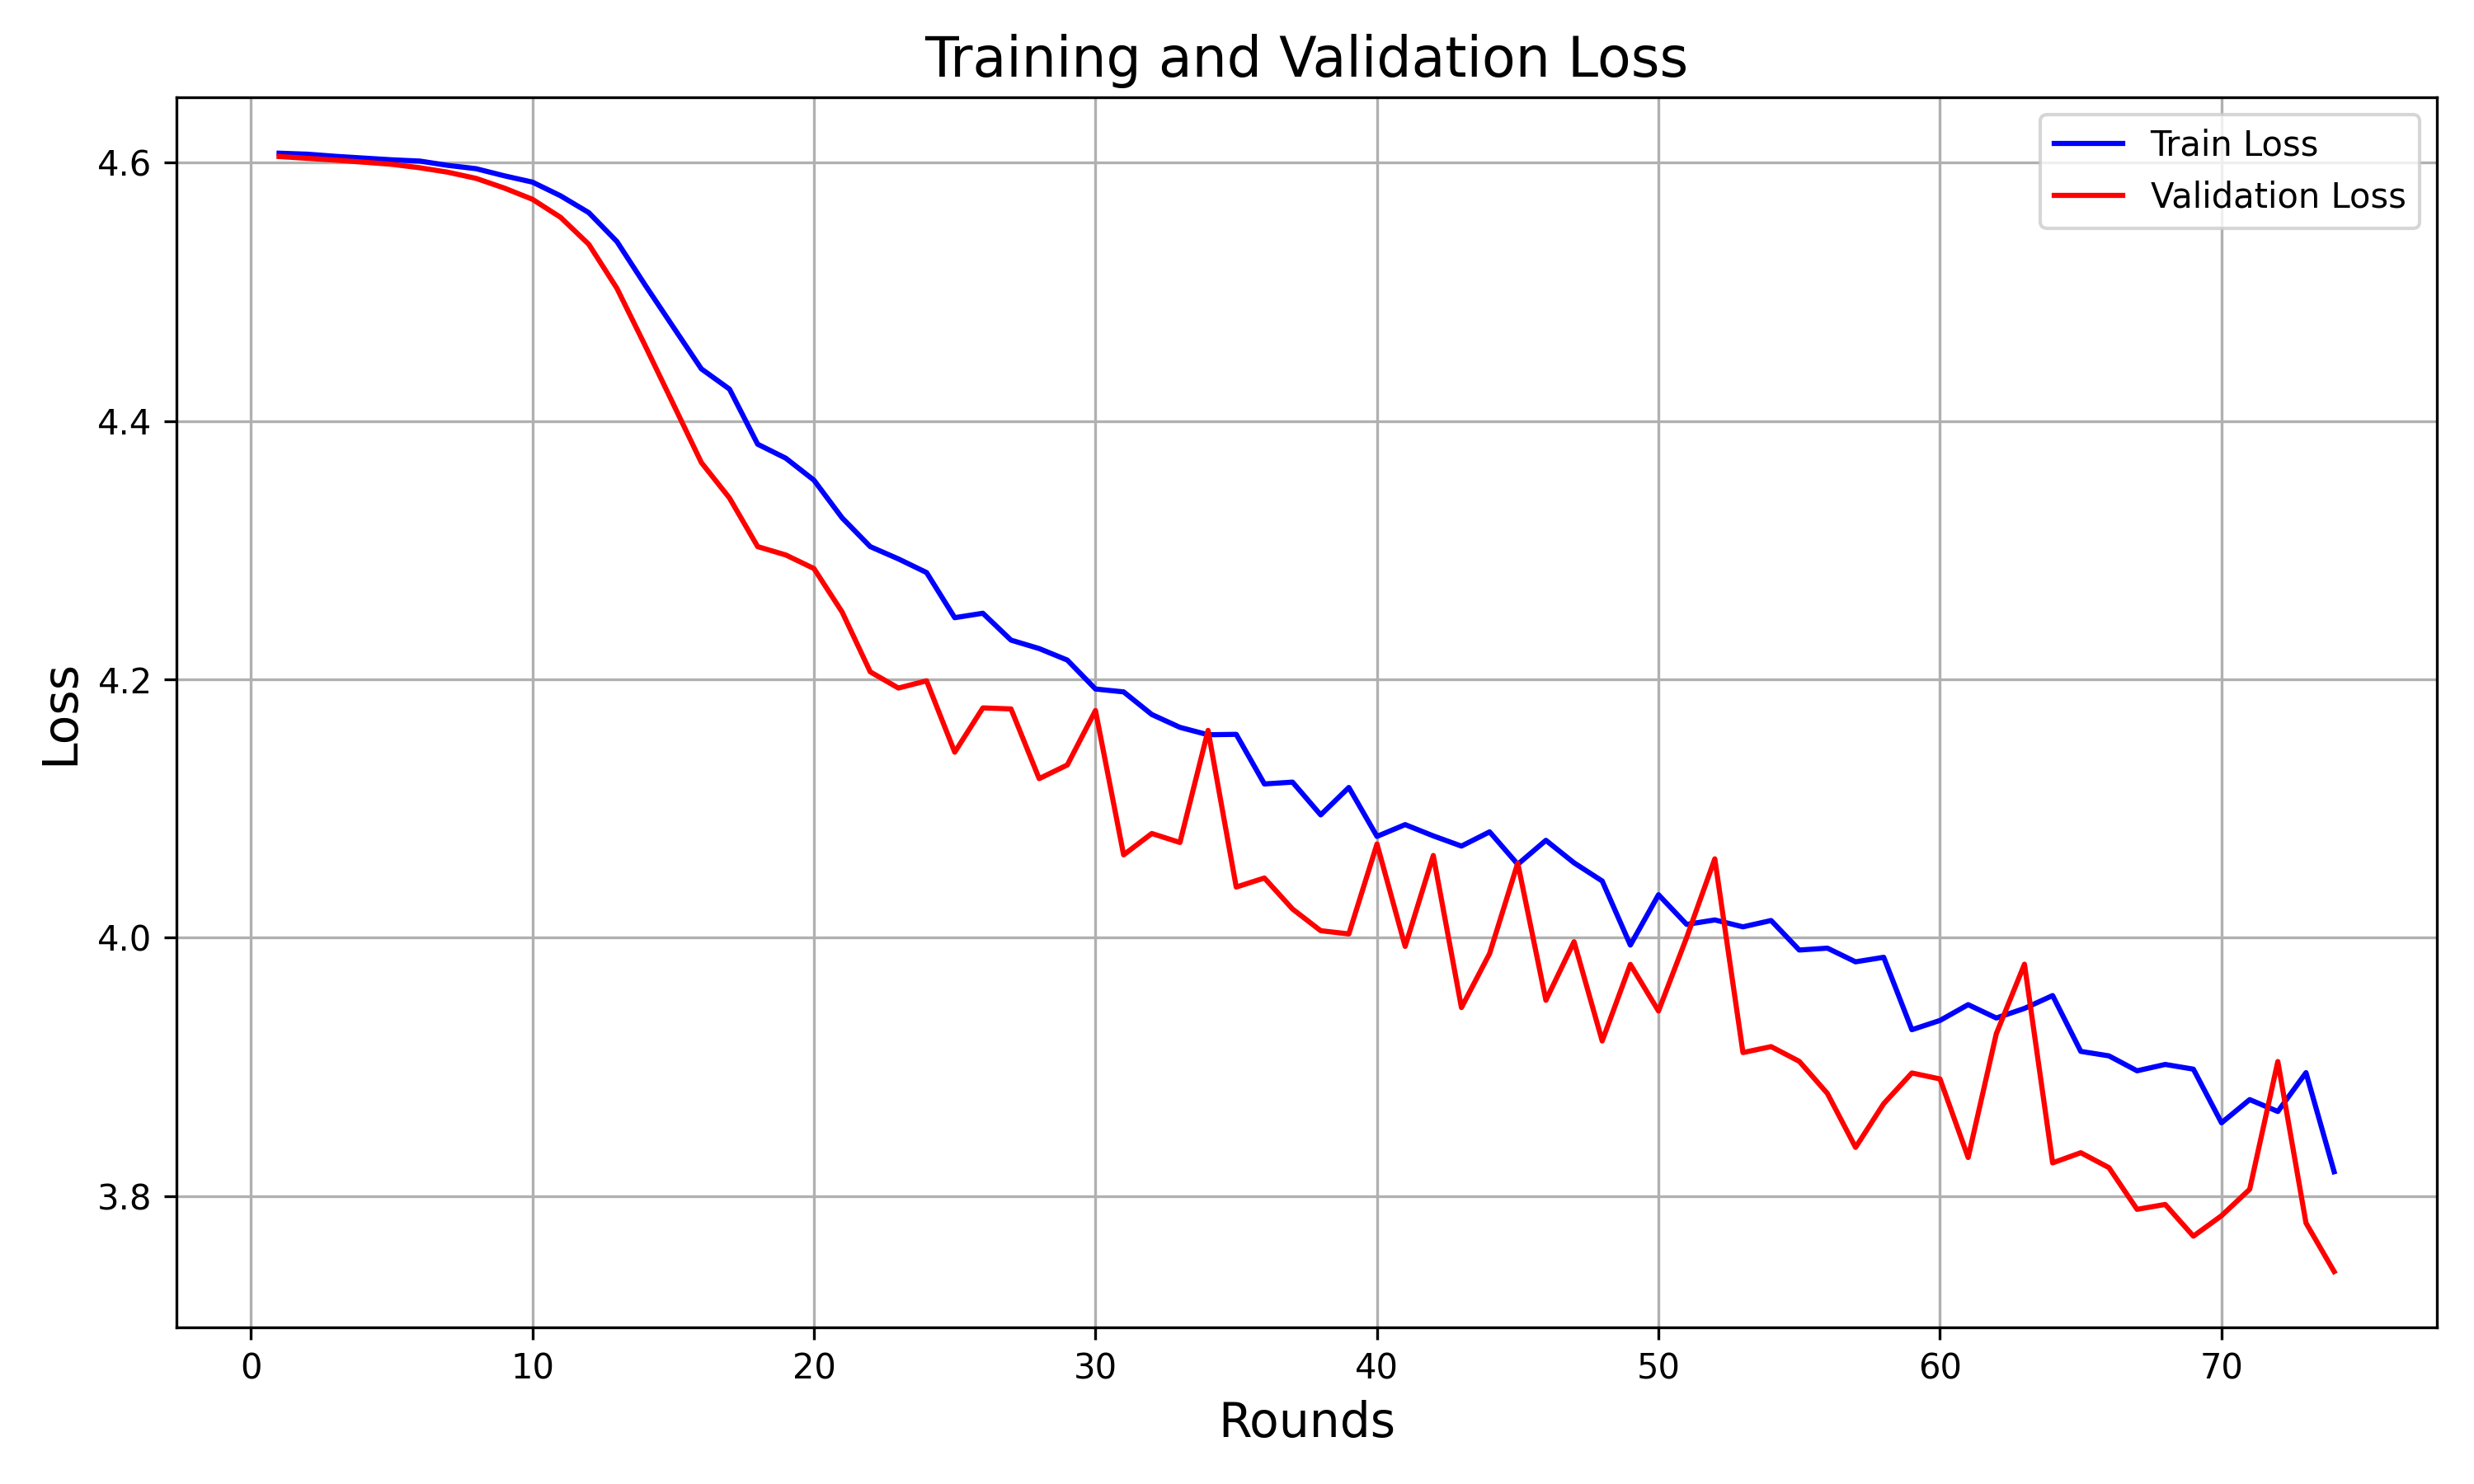 Training and Validation Loss
Train Loss
Validation Loss
4.6
4.4
4.2
4.0
3.8
Loss
0 10 20 30 40 50 60 70
Rounds